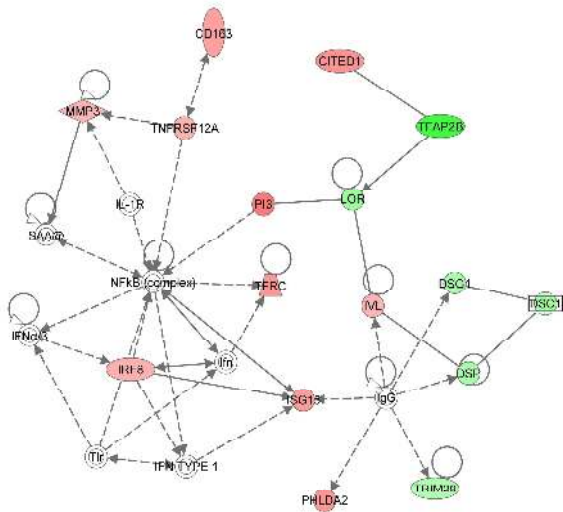 CD163
CITED1
MMP3
TNFRSF12A
TFAP2B
IL-1R
PI3
LOR
SAA@
NFkB (complex)
TFRC
DSC1
IVL
IFNα/β
IRF8
Ifn
DSP
ISG15
IgG
Tlr
IFN TYPE 1
TRIM29
PHLDA2